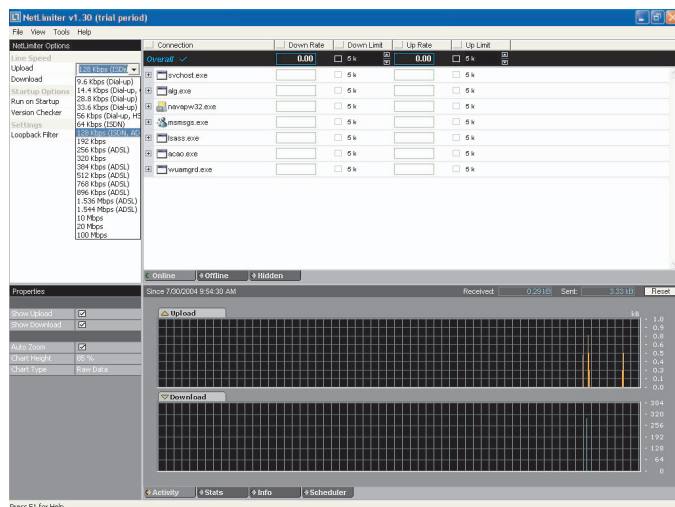 NetLimiter v1.30 (trial period)
File View Tools Help
NetLimiter Options
Line Speed
Upload 128 Kbps (ISDN
Download
9.6 Kbps (Dial-up)
14.4 Kbps (Dial-up,
28.8 Kbps (Dial-up)
33.6 Kbps (Dial-up)
56 Kbps (Dial-up, HS
64 Kbps (ISDN)
128 Kbps (ISDN, AD
192 Kbps
256 Kbps (ADSL)
320 Kbps
384 Kbps (ADSL)
512 Kbps (ADSL)
768 Kbps (ADSL)
896 Kbps (ADSL)
1.536 Mbps (ADSL)
1.544 Mbps (ADSL)
10 Mbps
20 Mbps
100 Mbps
Startup Options
Run on Startup
Version Checker
Settings
Loopback Filter
Connection Down Rate Down Limit Up Rate Up Limit
Overall 0.00 5 k 0.00 5 k
svchost.exe 5 k 5 k
alg.exe 5 k 5 k
navapw32.exe 5 k 5 k
msmsgs.exe 5 k 5 k
lsass.exe 5 k 5 k
acao.exe 5 k 5 k
wuamgrd.exe 5 k 5 k
Online Offline Hidden
Properties
Show Upload
Show Download
Auto Zoom
Chart Height 85 %
Chart Type Raw Data
Since 7/30/2004 9:54:30 AM Received: 0.29 kB Sent: 3.33 kB Reset
Upload kB
1.0
0.9
0.8
0.6
0.5
0.4
0.3
0.1
0.0
Download
384
320
256
192
128
64
0
Activity Stats Info Scheduler
Press F1 for Help